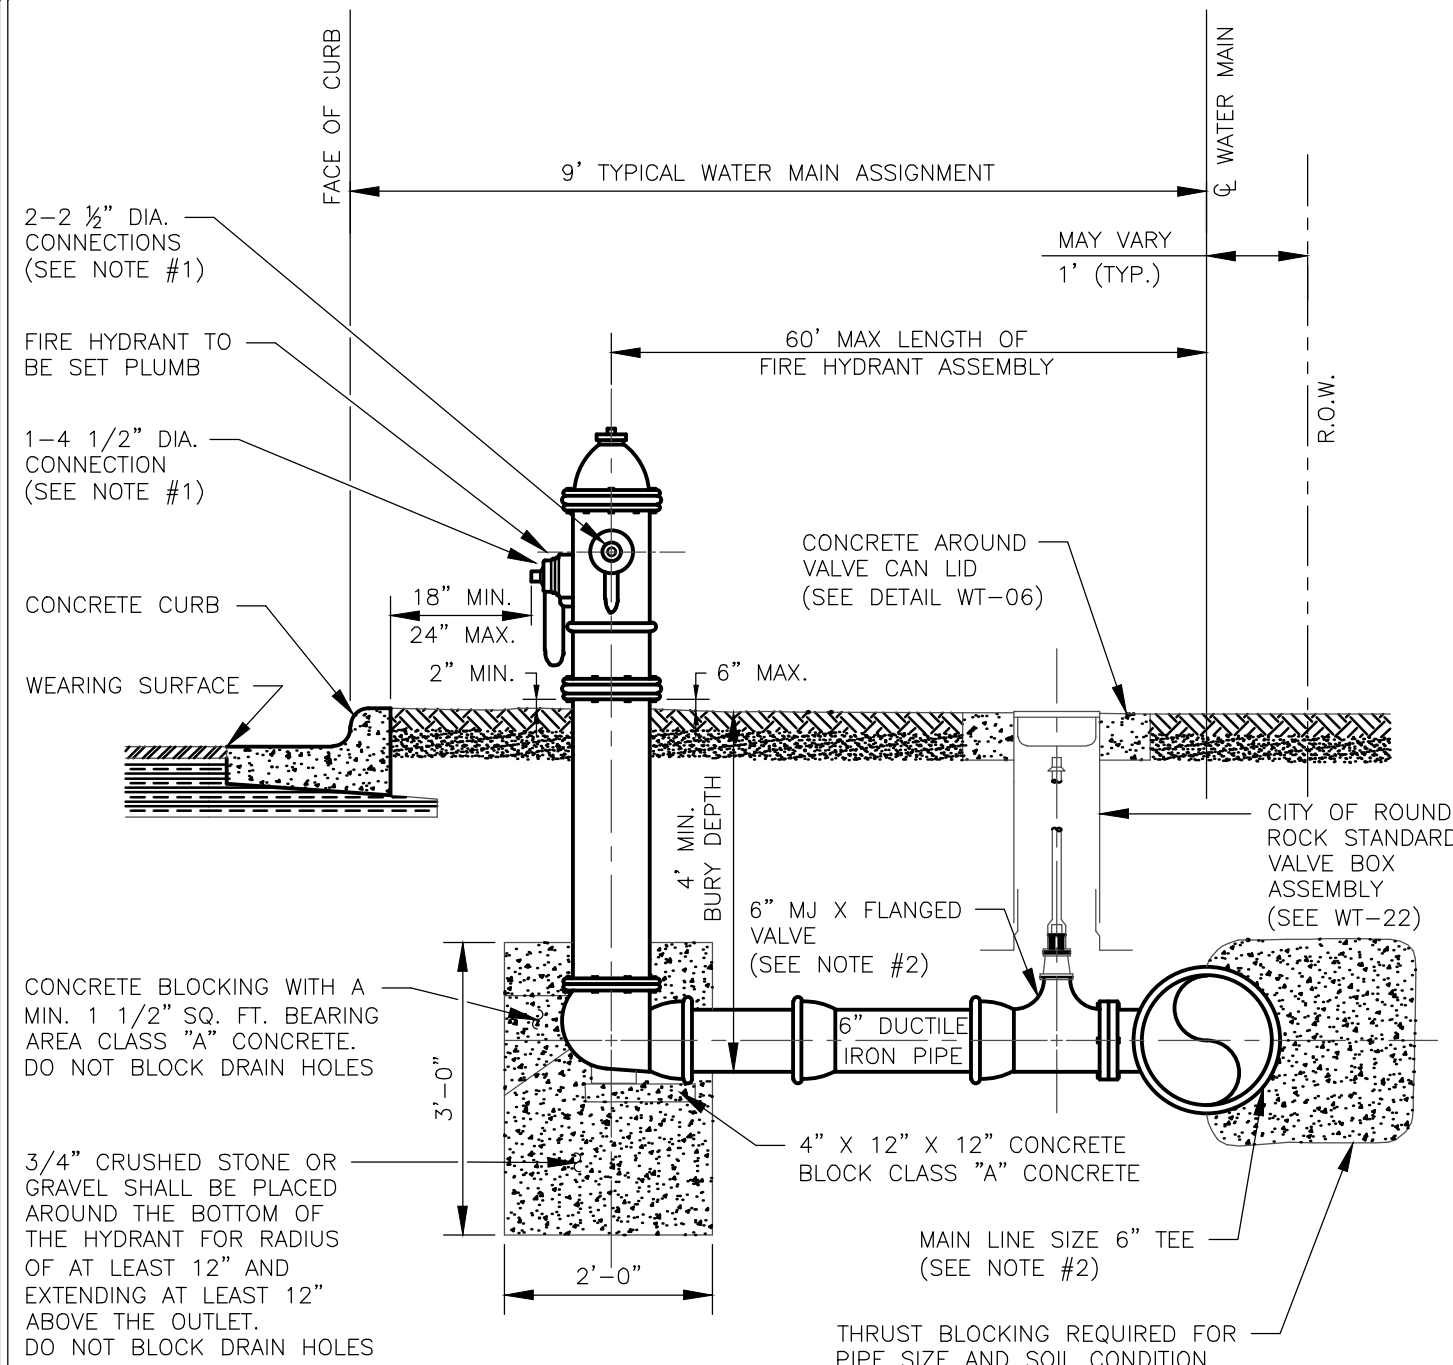 FACE OF CURB
℄ WATER MAIN
9' TYPICAL WATER MAIN ASSIGNMENT
2-2 ½" DIA.
CONNECTIONS
(SEE NOTE #1)
MAY VARY
1' (TYP.)
FIRE HYDRANT TO
BE SET PLUMB
60' MAX LENGTH OF
FIRE HYDRANT ASSEMBLY
R.O.W.
1-4 1/2" DIA.
CONNECTION
(SEE NOTE #1)
CONCRETE AROUND
VALVE CAN LID
(SEE DETAIL WT-06)
CONCRETE CURB
18" MIN.
24" MAX.
WEARING SURFACE
2" MIN.
6" MAX.
4' MIN.
BURY DEPTH
CITY OF ROUND
ROCK STANDARD
VALVE BOX
ASSEMBLY
(SEE WT-22)
6" MJ X FLANGED
VALVE
(SEE NOTE #2)
CONCRETE BLOCKING WITH A
MIN. 1 1/2" SQ. FT. BEARING
AREA CLASS "A" CONCRETE.
DO NOT BLOCK DRAIN HOLES
6" DUCTILE
IRON PIPE
3'-0"
4" X 12" X 12" CONCRETE
BLOCK CLASS "A" CONCRETE
3/4" CRUSHED STONE OR
GRAVEL SHALL BE PLACED
AROUND THE BOTTOM OF
THE HYDRANT FOR RADIUS
OF AT LEAST 12" AND
EXTENDING AT LEAST 12"
ABOVE THE OUTLET.
DO NOT BLOCK DRAIN HOLES
2'-0"
MAIN LINE SIZE 6" TEE
(SEE NOTE #2)
THRUST BLOCKING REQUIRED FOR
PIPE SIZE AND SOIL CONDITION